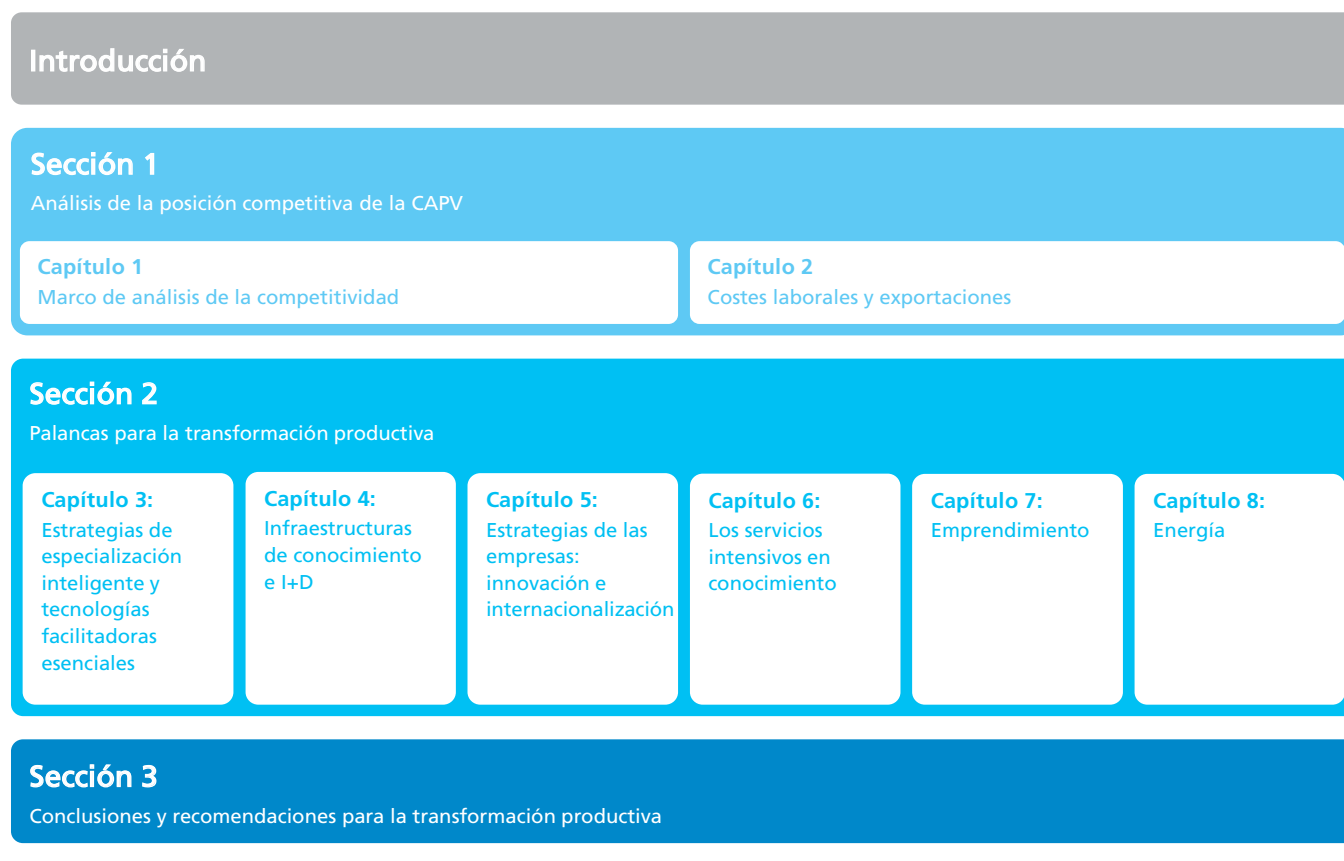 Introducción
Sección 1
Análisis de la posición competitiva de la CAPV
Capítulo 1
Marco de análisis de la competitividad
Capítulo 2
Costes laborales y exportaciones
Sección 2
Palancas para la transformación productiva
Capítulo 3:
Estrategias de
especialización
inteligente y
tecnologías
facilitadoras
esenciales
Capítulo 4:
Infraestructuras
de conocimiento
e I+D
Capítulo 5:
Estrategias de las
empresas:
innovación e
internacionalización
Capítulo 6:
Los servicios
intensivos en
conocimiento
Capítulo 7:
Emprendimiento
Capítulo 8:
Energía
Sección 3
Conclusiones y recomendaciones para la transformación productiva